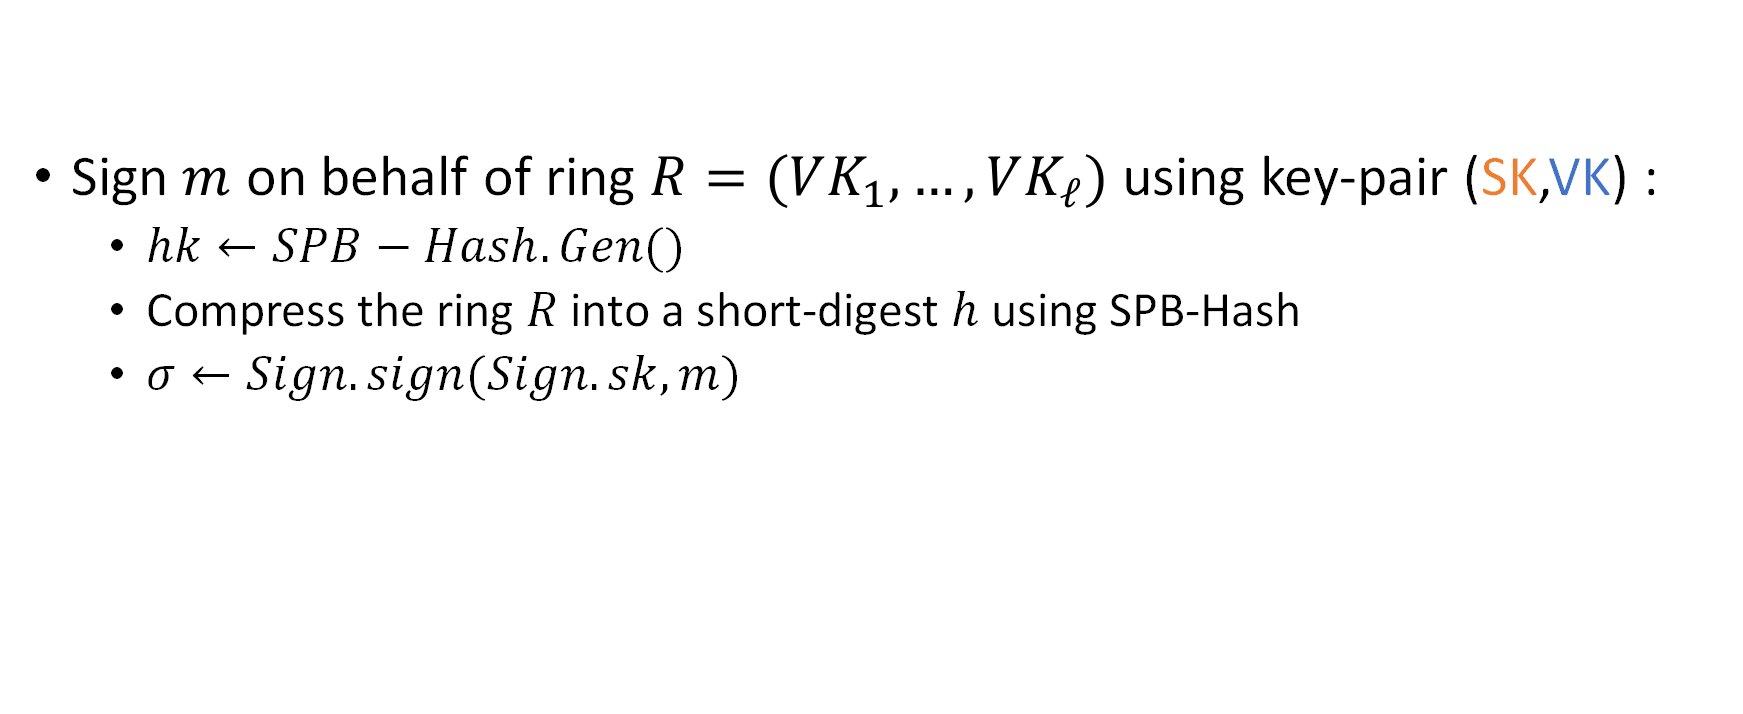 • Sign m on behalf of ring R = (VK₁, … , VKℓ) using key-pair (SK,VK) :
• hk ← SPB − Hash. Gen()
• Compress the ring R into a short-digest h using SPB-Hash
• σ ← Sign. sign(Sign. sk, m)